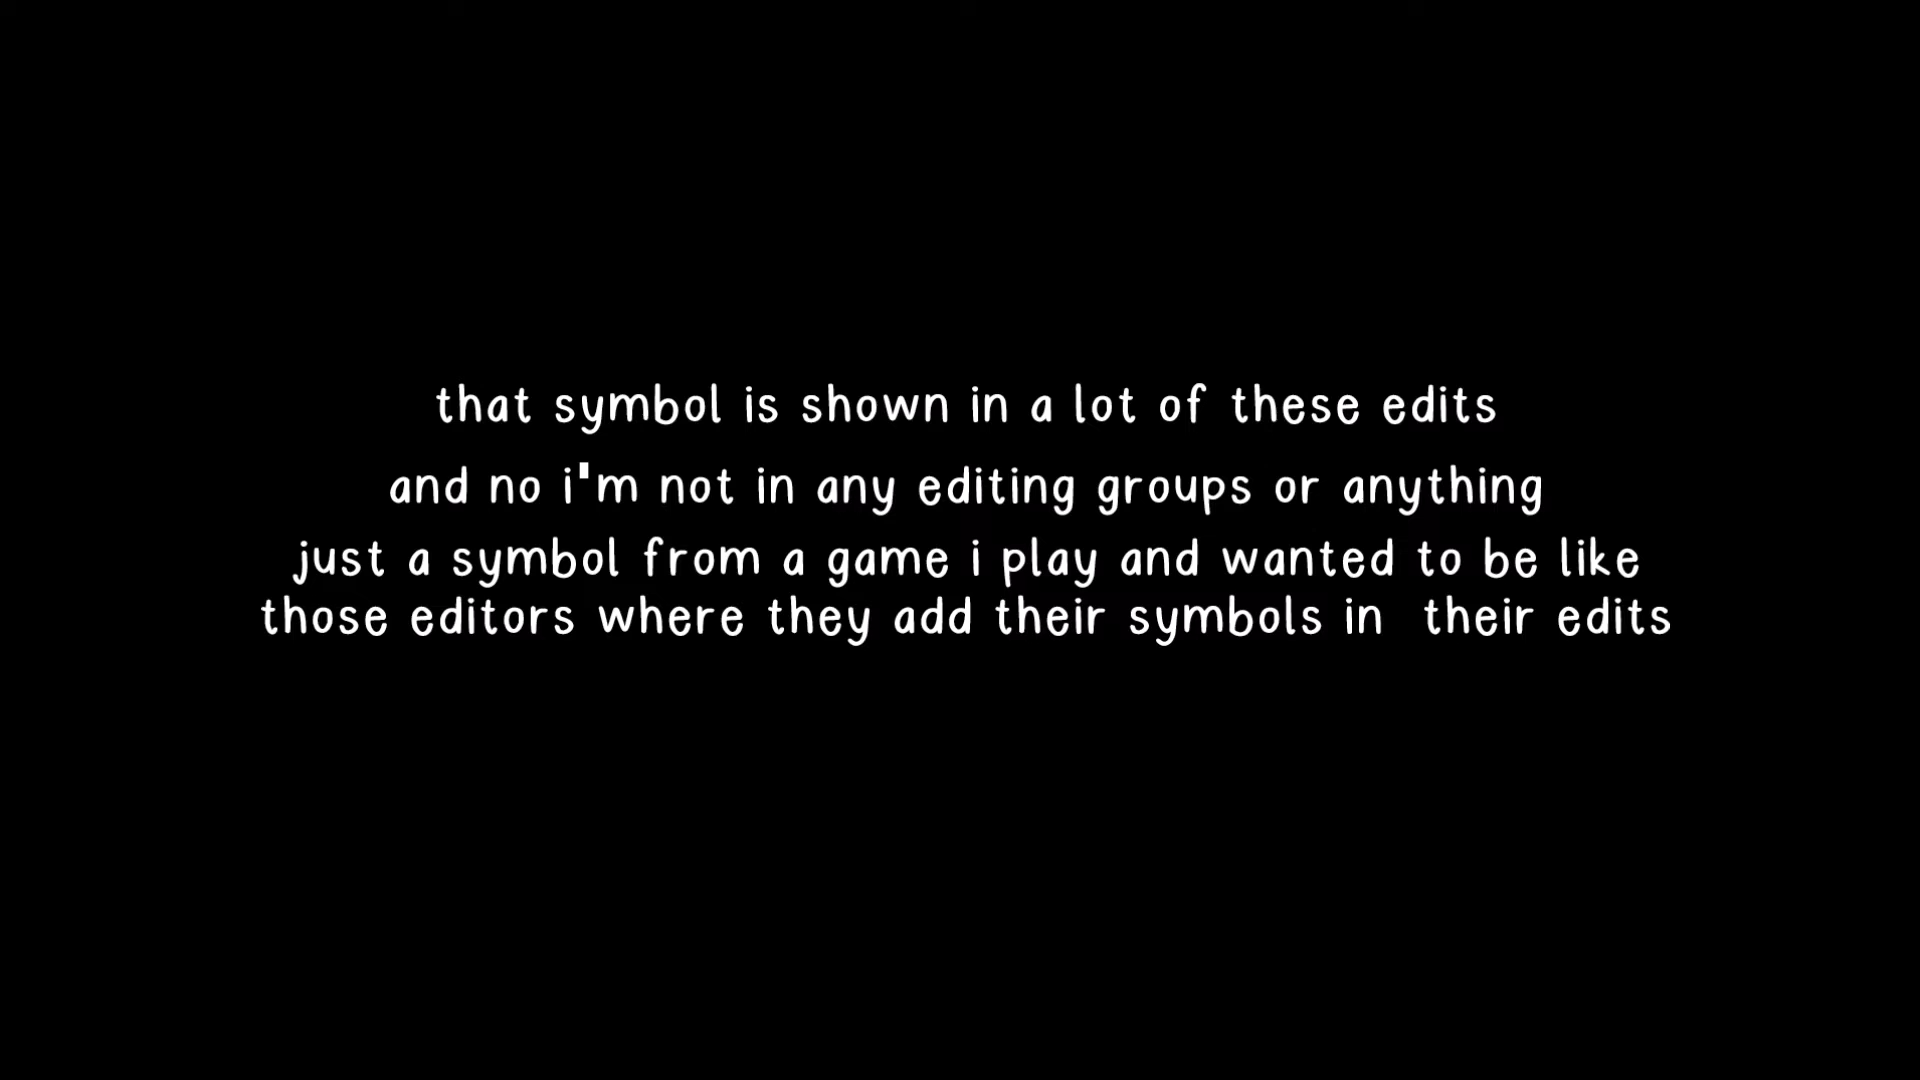 that symbol is shown in a lot of these edits
and no i'm not in any editing groups or anything
just a symbol from a game i play and wanted to be like
those editors where they add their symbols in  their edits